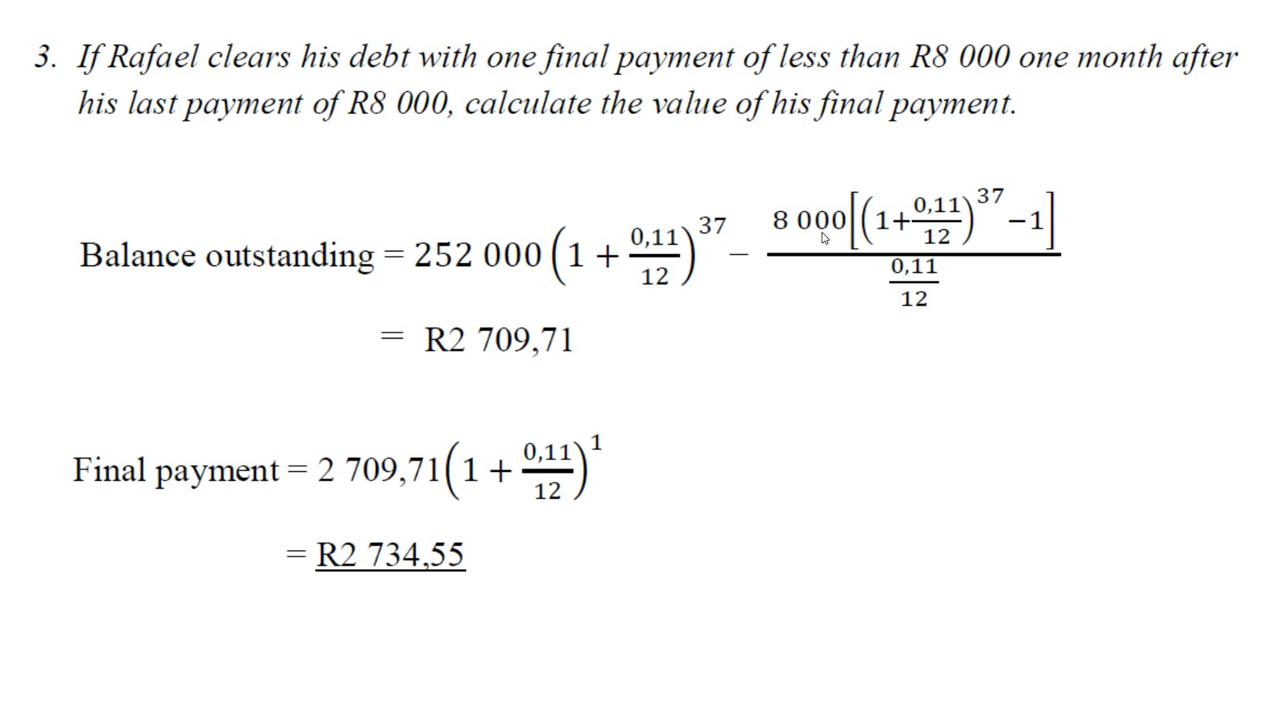 3. If Rafael clears his debt with one final payment of less than R8 000 one month after
his last payment of R8 000, calculate the value of his final payment.
Balance outstanding = 252 000 (1 + 0,11/12)^37 − 8 000[(1+0,11/12)^37 −1] / (0,11/12)
= R2 709,71
Final payment = 2 709,71(1 + 0,11/12)^1
= R2 734,55